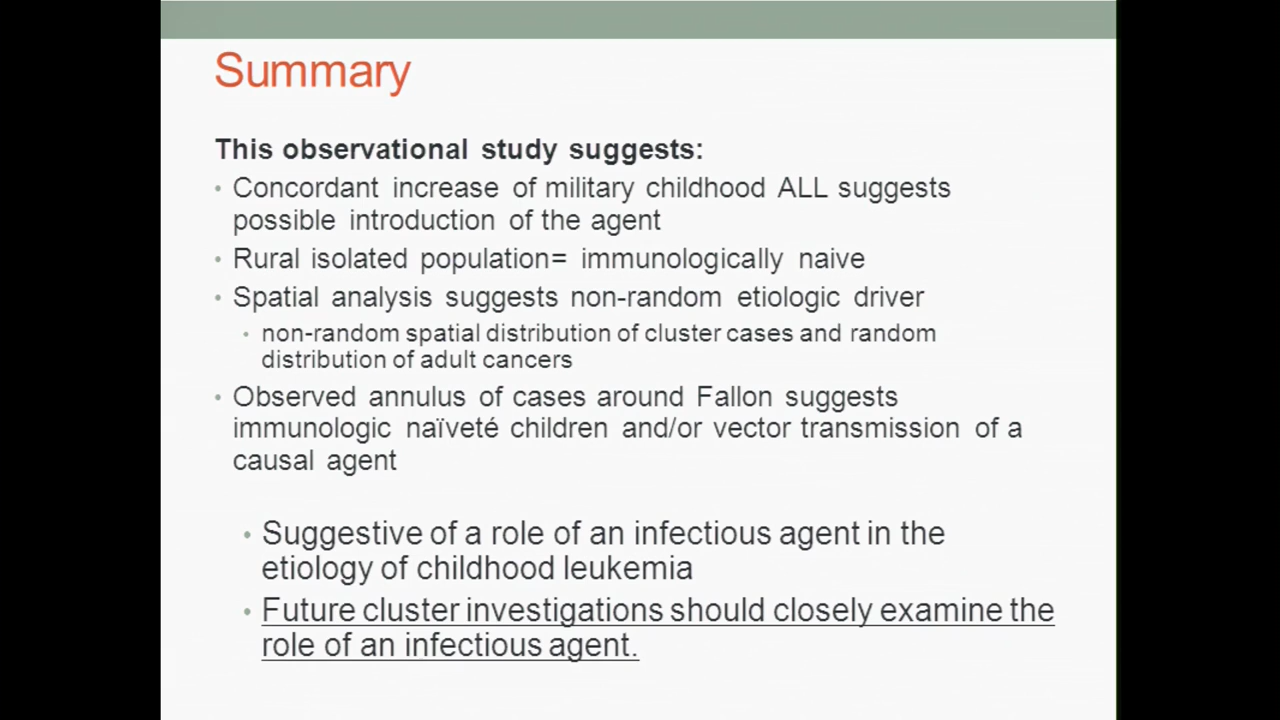 Summary
This observational study suggests:
• Concordant increase of military childhood ALL suggests
possible introduction of the agent
• Rural isolated population= immunologically naive
• Spatial analysis suggests non-random etiologic driver
• non-random spatial distribution of cluster cases and random
distribution of adult cancers
• Observed annulus of cases around Fallon suggests
immunologic naïveté children and/or vector transmission of a
causal agent
• Suggestive of a role of an infectious agent in the
etiology of childhood leukemia
• Future cluster investigations should closely examine the
role of an infectious agent.